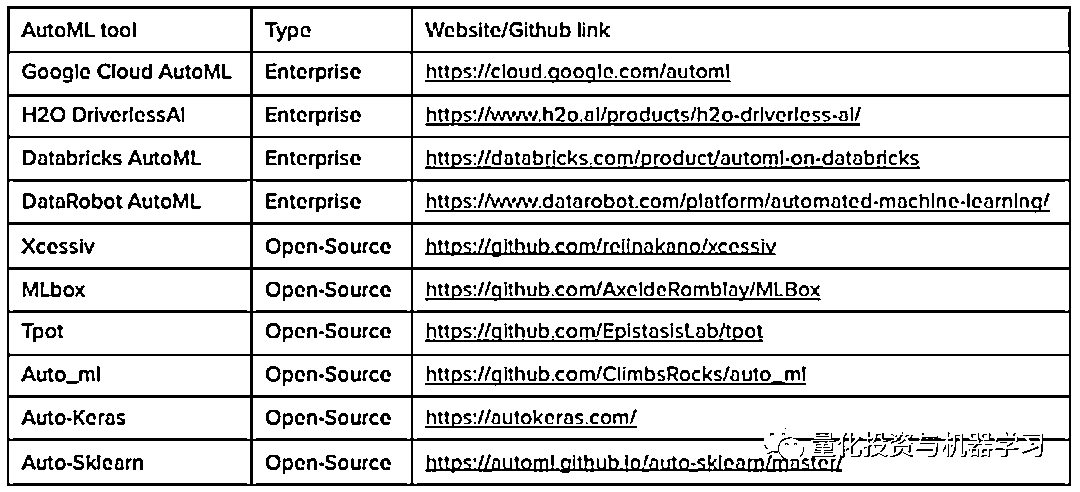 AutoML tool Type Website/Github link
Google Cloud AutoML Enterprise https://cloud.google.com/automl
H2O DriverlessAI Enterprise https://www.h2o.ai/products/h2o-driverless-ai/
Databricks AutoML Enterprise https://databricks.com/product/automl-on-databricks
DataRobot AutoML Enterprise https://www.datarobot.com/platform/automated-machine-learning/
Xcessiv Open-Source https://github.com/reiinakano/xcessiv
MLbox Open-Source https://github.com/AxeldeRomblay/MLBox
Tpot Open-Source https://github.com/EpistasisLab/tpot
Auto_ml Open-Source https://github.com/ClimbsRocks/auto_ml
Auto-Keras Open-Source https://autokeras.com/
Auto-Sklearn Open-Source https://automl.github.io/auto-sklearn/master/
量化投资与机器学习